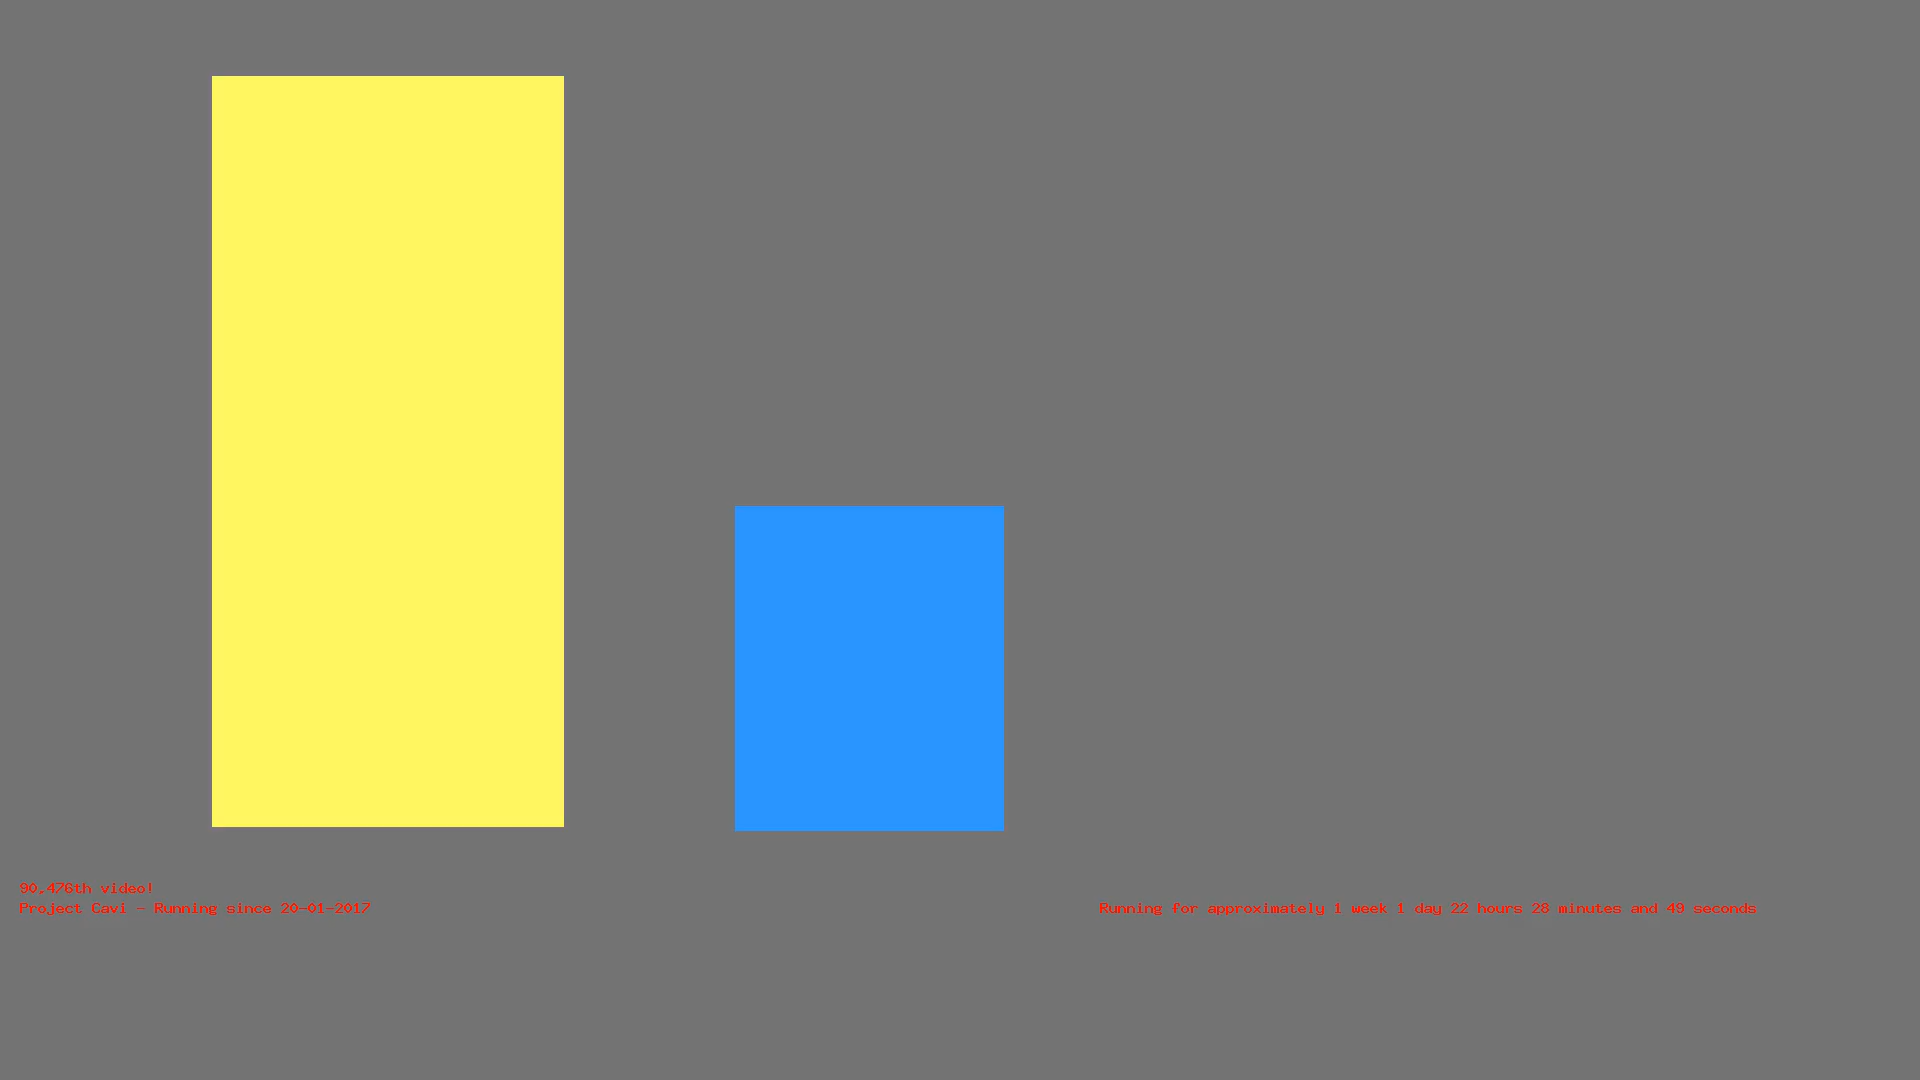 90,476th video!
Project Cavi - Running since 20-01-2017
Running for approximately 1 week 1 day 22 hours 28 minutes and 49 seconds